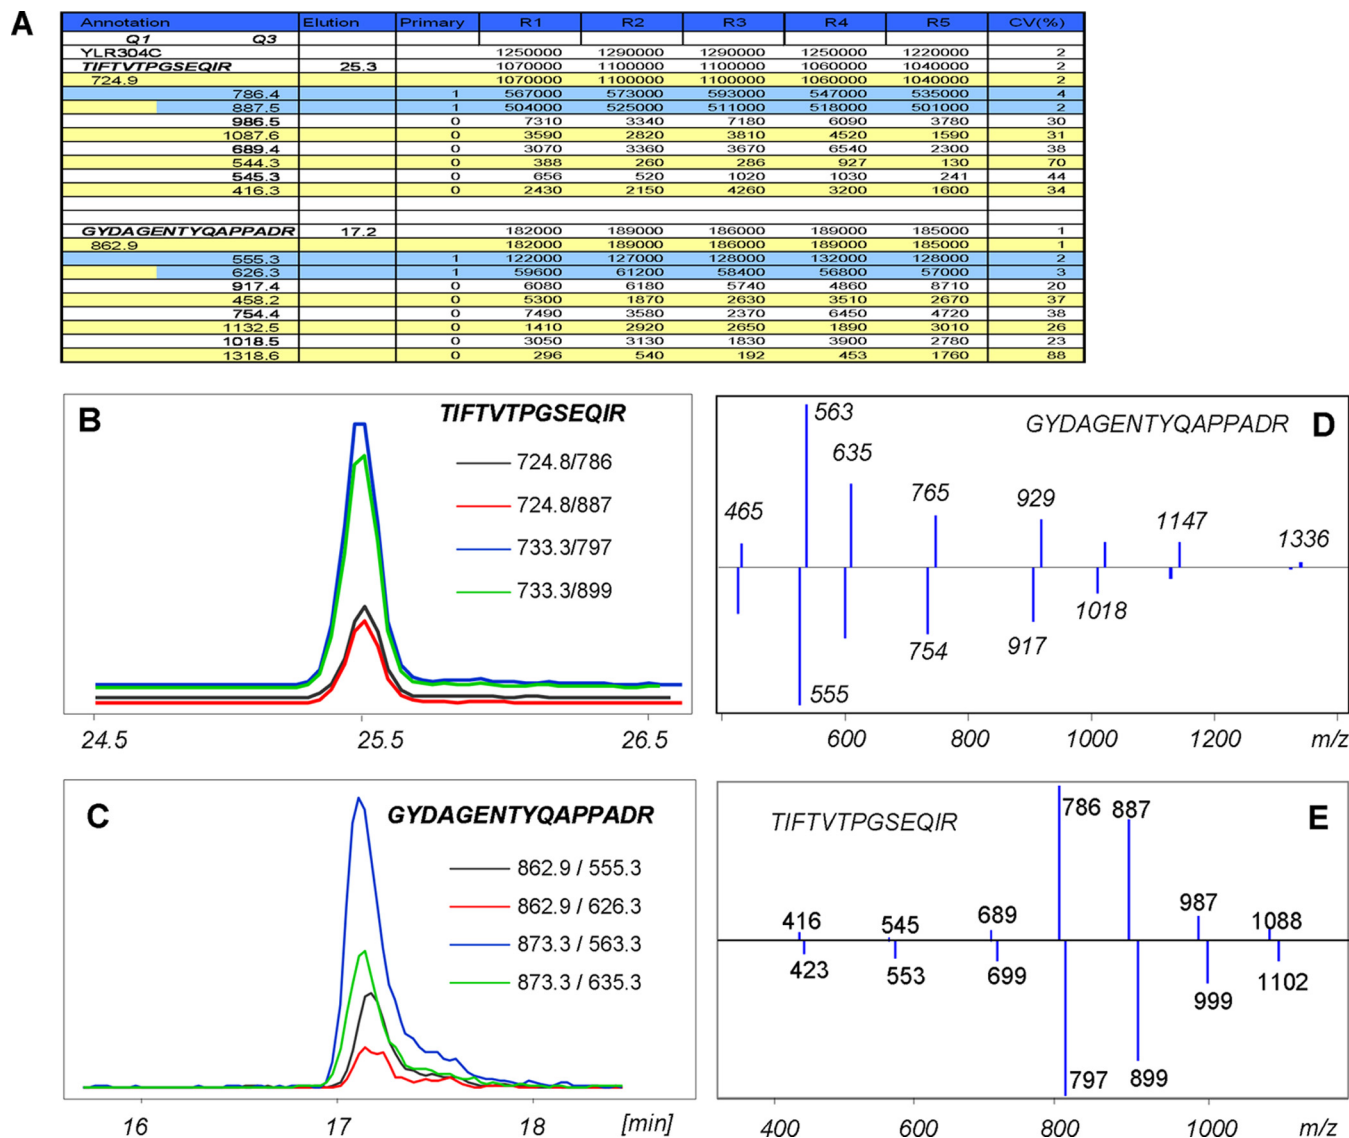 A
Annotation Elution Primary R1 R2 R3 R4 R5 CV(%)
Q1 Q3
YLR304C 1250000 1290000 1290000 1250000 1220000 2
TIFTVTPGSEQIR 25.3 1070000 1100000 1100000 1060000 1040000 2
724.9 1070000 1100000 1100000 1060000 1040000 2
786.4 1 567000 573000 593000 547000 535000 4
887.5 1 504000 525000 511000 518000 501000 2
986.5 0 7310 3340 7180 6090 3780 30
1087.6 0 3590 2820 3810 4520 1590 31
689.4 0 3070 3360 3670 6540 2300 38
544.3 0 388 260 286 927 130 70
545.3 0 656 520 1020 1030 241 44
416.3 0 2430 2150 4260 3200 1600 34
GYDAGENTYQAPPADR 17.2 182000 189000 186000 189000 185000 1
862.9 182000 189000 186000 189000 185000 1
555.3 1 122000 127000 128000 132000 128000 2
626.3 1 59600 61200 58400 56800 57000 3
917.4 0 6080 6180 5740 4860 8710 20
458.2 0 5300 1870 2630 3510 2670 37
754.4 0 7490 3580 2370 6450 4720 38
1132.5 0 1410 2920 2650 1890 3010 26
1018.5 0 3050 3130 1830 3900 2780 23
1318.6 0 296 540 192 453 1760 88
B
TIFTVTPGSEQIR
724.8/786
724.8/887
733.3/797
733.3/899
24.5 25.5 26.5
D
GYDAGENTYQAPPADR
563
635
465
765
929
1147
1336
555
754
917
1018
600 800 1000 1200 m/z
C
GYDAGENTYQAPPADR
862.9 / 555.3
862.9 / 626.3
873.3 / 563.3
873.3 / 635.3
16 17 18 [min]
E
TIFTVTPGSEQIR
786 887
416 545 689 987 1088
423 553 699 999 1102
797 899
400 600 800 1000 m/z